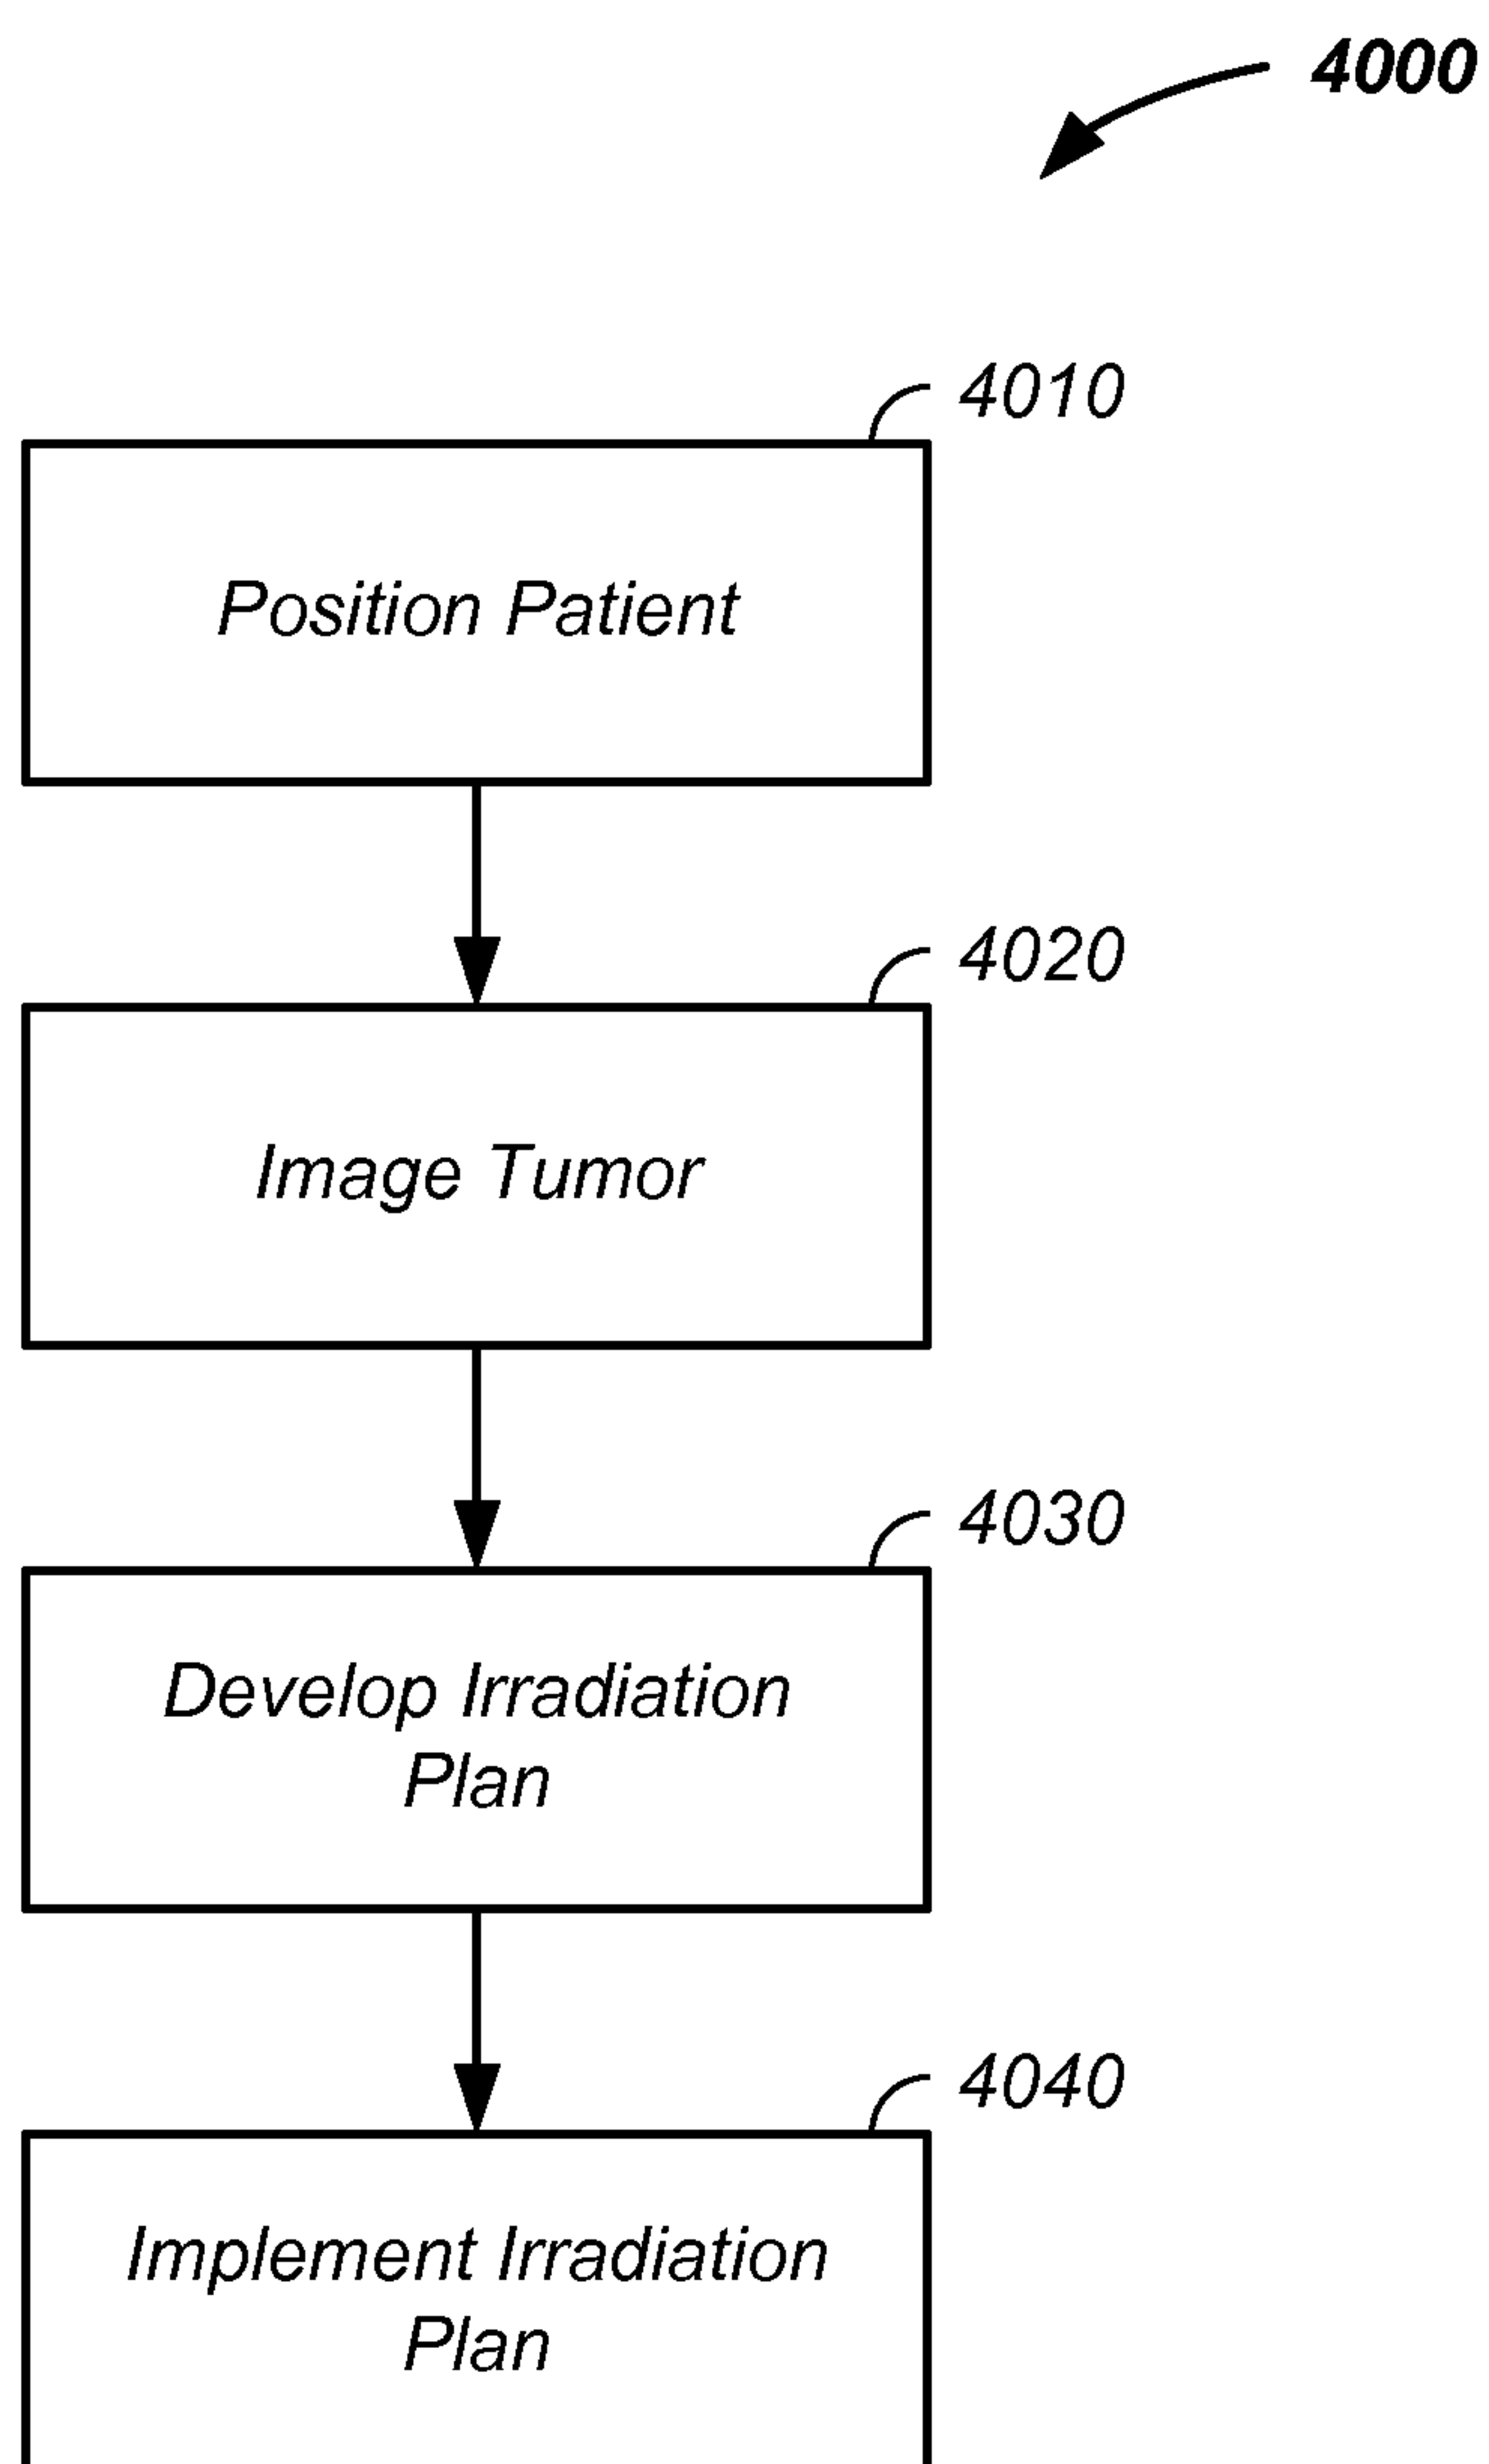 4000
4010
Position Patient
4020
Image Tumor
4030
Develop Irradiation
Plan
4040
Implement Irradiation
Plan